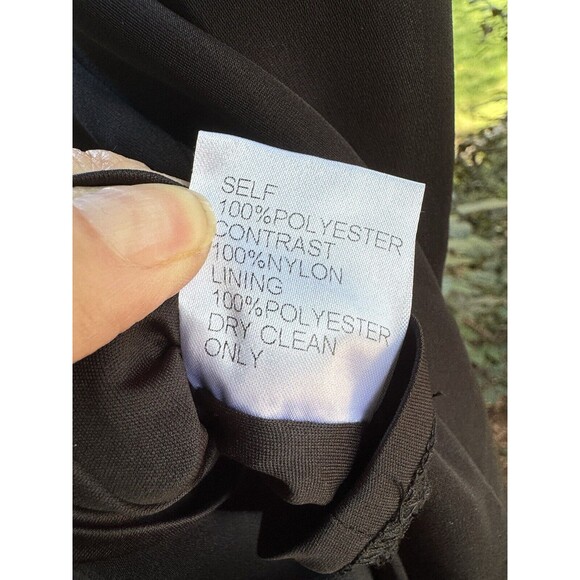 SELF
100%POLYESTER
CONTRAST
100%NYLON
LINING
100%POLYESTER
DRY CLEAN
ONLY